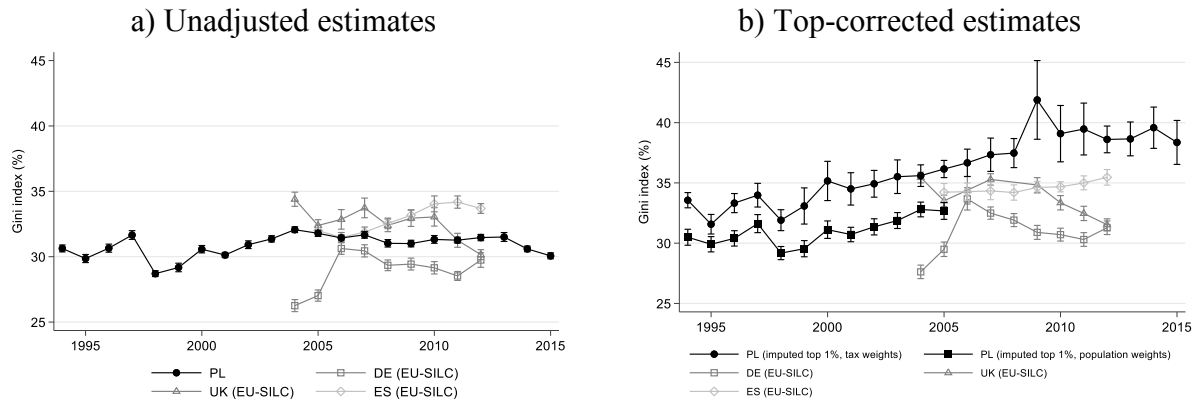 a) Unadjusted estimates
45
40
35
30
25
Gini index (%)
1995 2000 2005 2010 2015
PL DE (EU-SILC)
UK (EU-SILC) ES (EU-SILC)
b) Top-corrected estimates
45
40
35
30
25
Gini index (%)
1995 2000 2005 2010 2015
PL (imputed top 1%, tax weights) PL (imputed top 1%, population weights)
DE (EU-SILC) UK (EU-SILC)
ES (EU-SILC)